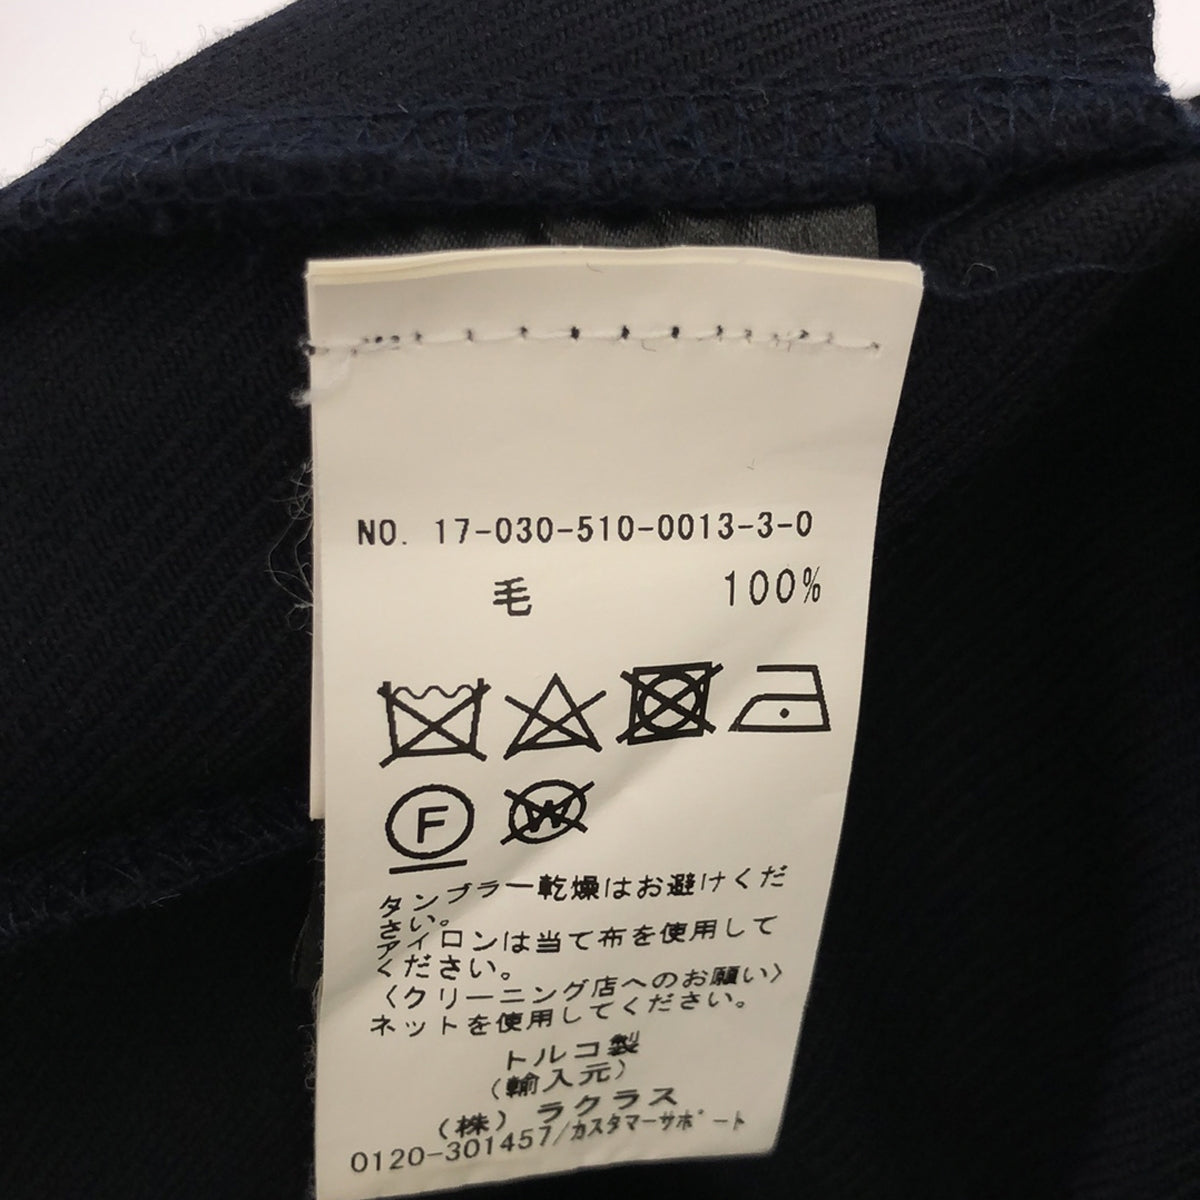 NO. 17-030-510-0013-3-0
毛 100%
F W
タンブラー乾燥はお避けくだ
さい。
アイロンは当て布を使用して
ください。
〈クリーニング店へのお願い〉
ネットを使用してください。
トルコ製
(輸入元)
(株) ラクラス
0120-301457/ｶｽﾀﾏｰｻﾎﾟｰﾄ